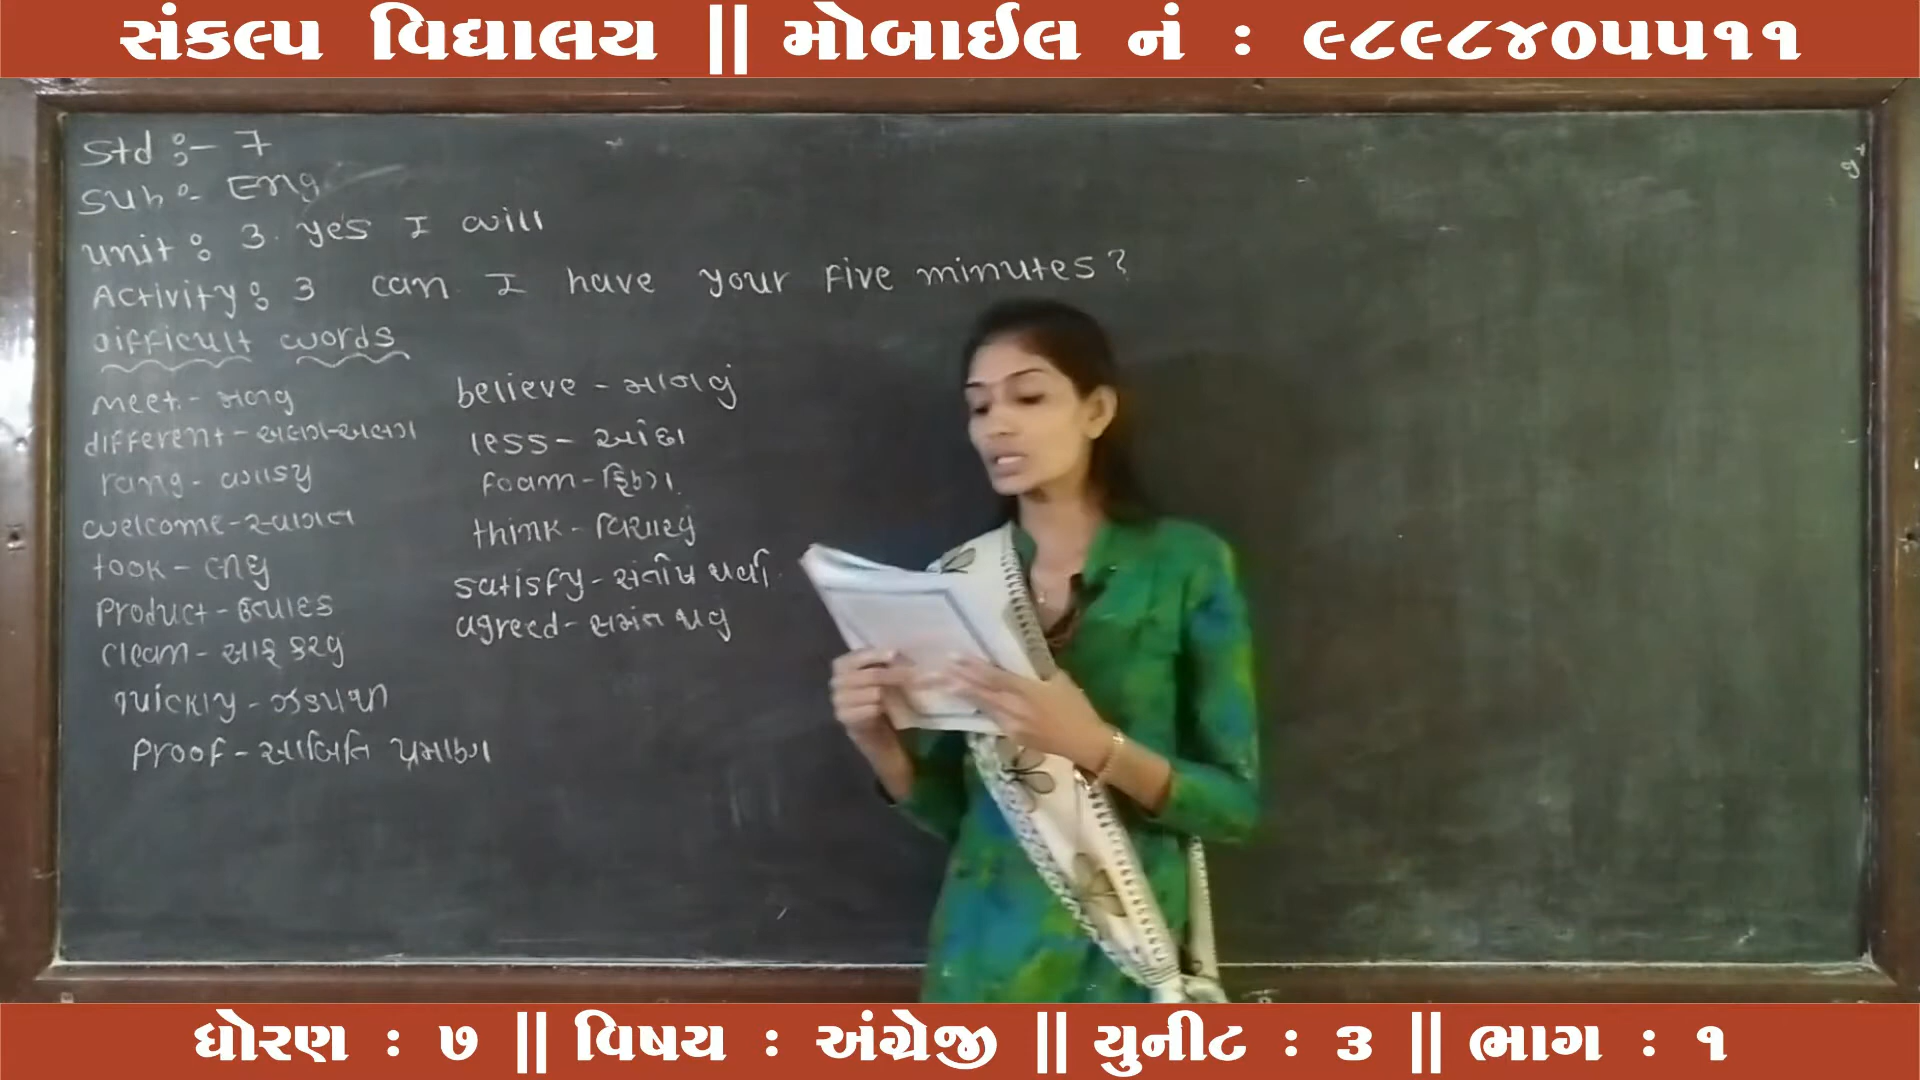 સંકલ્પ વિદ્યાલય || મોબાઈલ નં : ૯૮૯૮૪૦૫૫૧૧
Std :- 7
Sub :- Eng
unit : 3. yes I will
Activity : 3 can I have your five minutes?
difficult words
meet - મળવુ
different - અલગ-અલગ
rang - વગાડયુ
welcome - સ્વાગત
took - લીધુ
Product - ઉત્પાદક
clean - સાફ કરવુ
quickly - ઝડપથી
Proof - સાબિતિ પ્રમાણ
believe - માનવું
less - ઓછા
foam - ફિણ
think - વિચારવું
satisfy - સંતોષ થવો
agreed - સમંત થવુ
ધોરણ : ૭ || વિષય : અંગ્રેજી || યુનીટ : ૩ || ભાગ : ૧